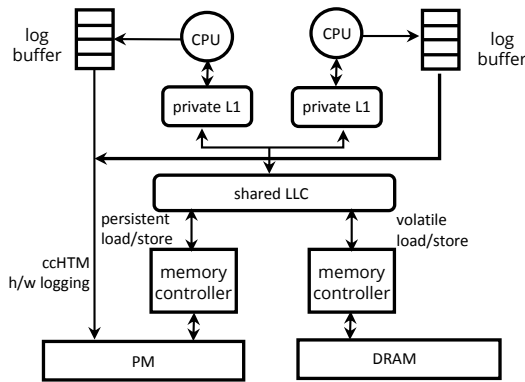 log
buffer
CPU
CPU
log
buffer
private L1
private L1
shared LLC
persistent
load/store
volatile
load/store
ccHTM
h/w logging
memory
controller
memory
controller
PM
DRAM